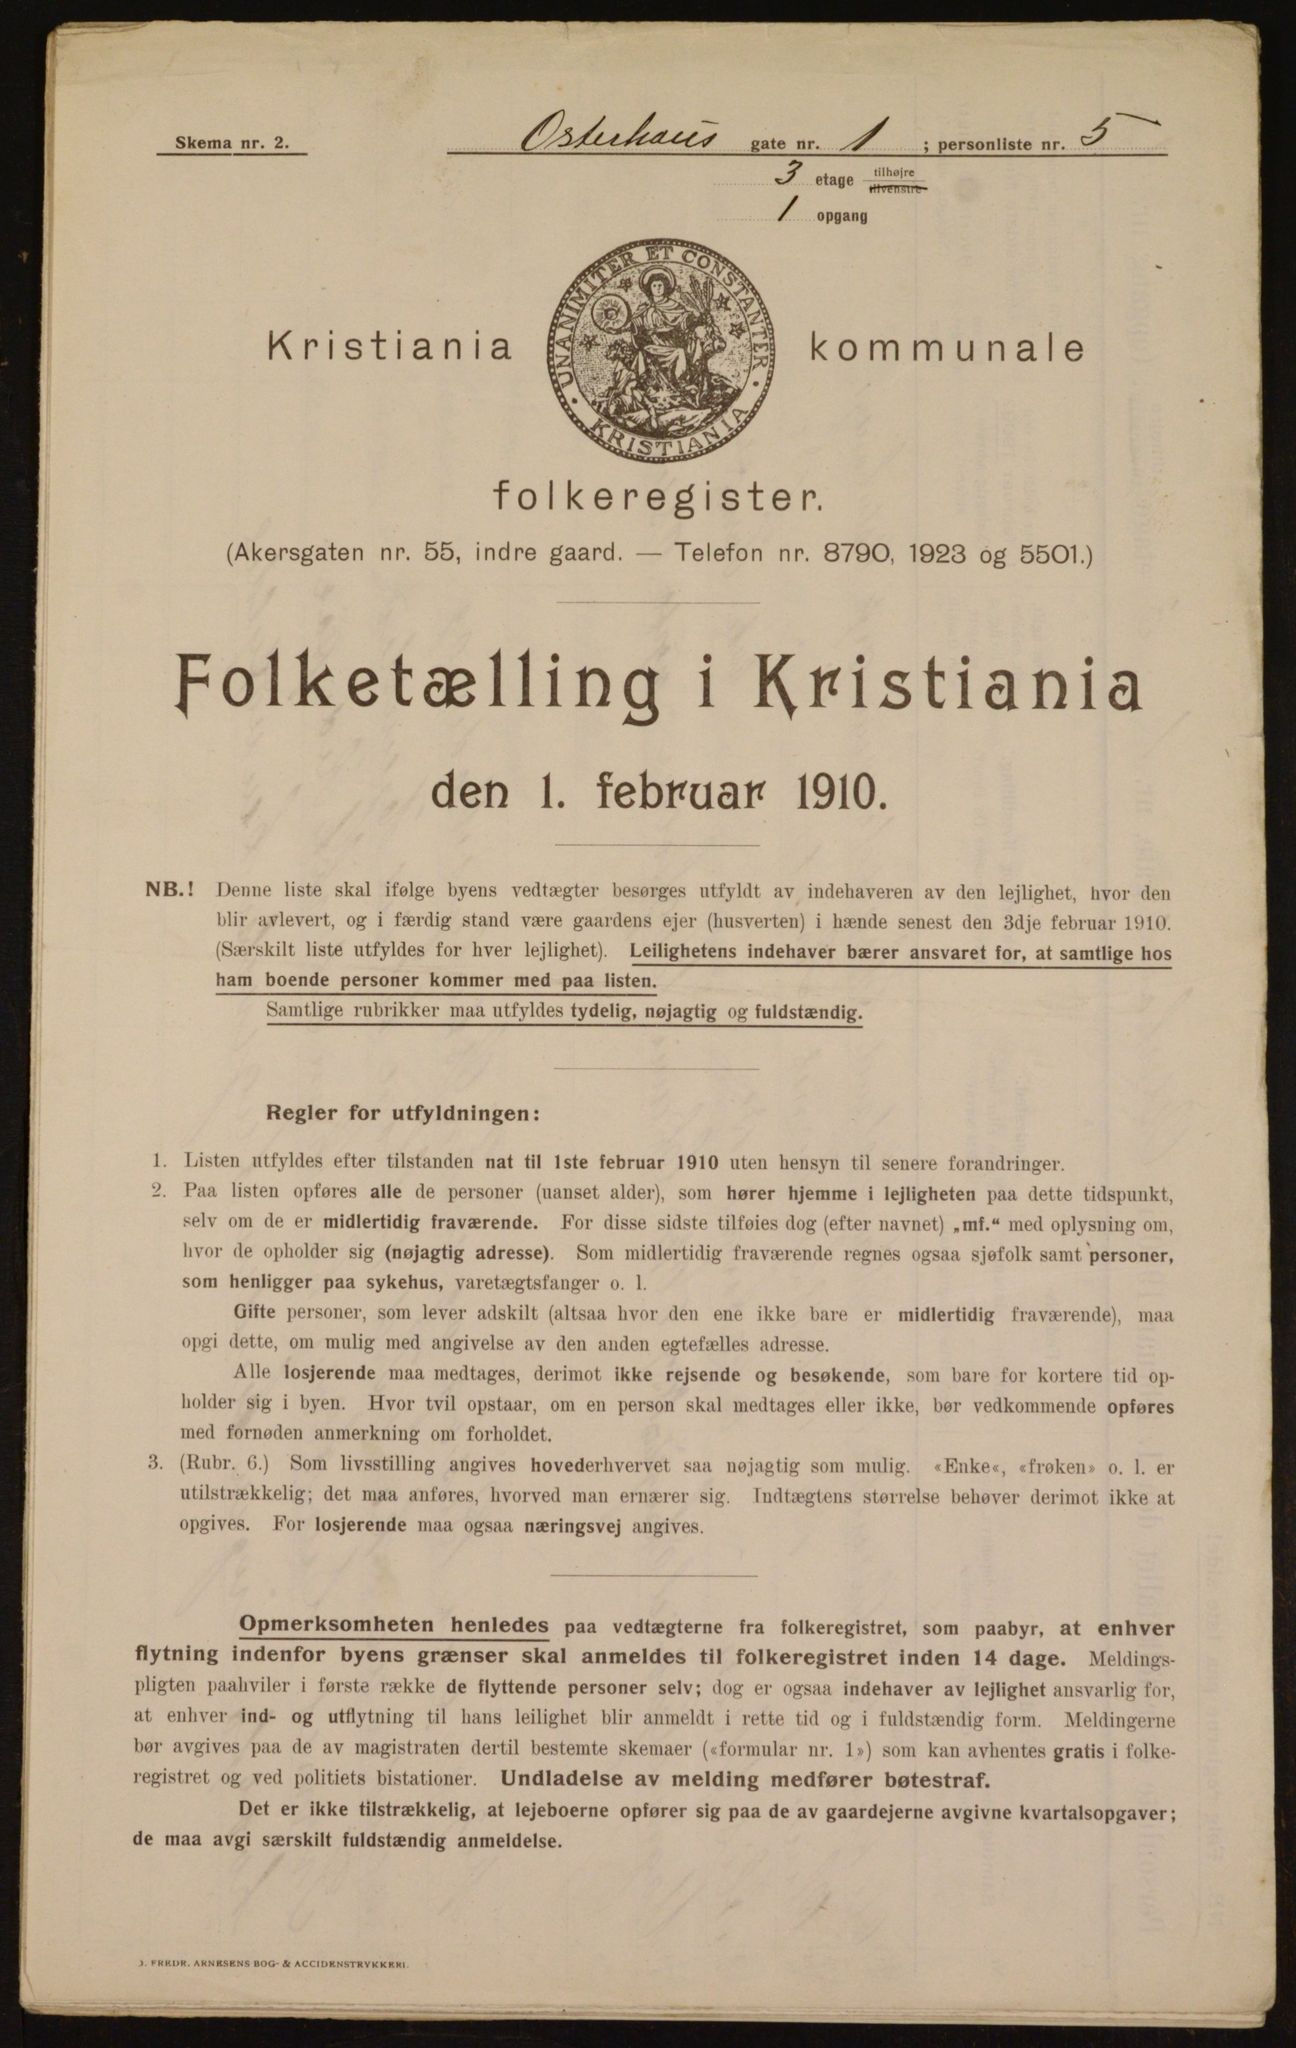 Skema nr. 2.
Osterhaus gate nr. 1 ; personliste nr. 5
3 etage tilhøjre tilvenstre
1 opgang
UNANIMITER ET CONSTANTER · KRISTIANIA ·
Kristiania kommunale
folkeregister.
(Akersgaten nr. 55, indre gaard. — Telefon nr. 8790, 1923 og 5501.)
Folketælling i Kristiania
den 1. februar 1910.
NB.! Denne liste skal ifølge byens vedtægter besørges utfyldt av indehaveren av den lejlighet, hvor den
blir avlevert, og i færdig stand være gaardens ejer (husverten) i hænde senest den 3dje februar 1910.
(Særskilt liste utfyldes for hver lejlighet). Leilighetens indehaver bærer ansvaret for, at samtlige hos
ham boende personer kommer med paa listen.
Samtlige rubrikker maa utfyldes tydelig, nøjagtig og fuldstændig.
Regler for utfyldningen:
1. Listen utfyldes efter tilstanden nat til 1ste februar 1910 uten hensyn til senere forandringer.
2. Paa listen opføres alle de personer (uanset alder), som hører hjemme i lejligheten paa dette tidspunkt,
selv om de er midlertidig fraværende. For disse sidste tilføies dog (efter navnet) „mf.“ med oplysning om,
hvor de opholder sig (nøjagtig adresse). Som midlertidig fraværende regnes ogsaa sjøfolk samt personer,
som henligger paa sykehus, varetægtsfanger o. l.
Gifte personer, som lever adskilt (altsaa hvor den ene ikke bare er midlertidig fraværende), maa
opgi dette, om mulig med angivelse av den anden egtefælles adresse.
Alle losjerende maa medtages, derimot ikke rejsende og besøkende, som bare for kortere tid op-
holder sig i byen. Hvor tvil opstaar, om en person skal medtages eller ikke, bør vedkommende opføres
med fornøden anmerkning om forholdet.
3. (Rubr. 6.) Som livsstilling angives hovederhvervet saa nøjagtig som mulig. «Enke«, «frøken» o. l. er
utilstrækkelig; det maa anføres, hvorved man ernærer sig. Indtægtens størrelse behøver derimot ikke at
opgives. For losjerende maa ogsaa næringsvej angives.
Opmerksomheten henledes paa vedtægterne fra folkeregistret, som paabyr, at enhver
flytning indenfor byens grænser skal anmeldes til folkeregistret inden 14 dage. Meldings-
pligten paahviler i første række de flyttende personer selv; dog er ogsaa indehaver av lejlighet ansvarlig for,
at enhver ind- og utflytning til hans leilighet blir anmeldt i rette tid og i fuldstændig form. Meldingerne
bør avgives paa de av magistraten dertil bestemte skemaer («formular nr. 1») som kan avhentes gratis i folke-
registret og ved politiets bistationer. Undladelse av melding medfører bøtestraf.
Det er ikke tilstrækkelig, at lejeboerne opfører sig paa de av gaardejerne avgivne kvartalsopgaver;
de maa avgi særskilt fuldstændig anmeldelse.
J. FREDR. ARNESENS BOG- & ACCIDENSTRYKKERI.